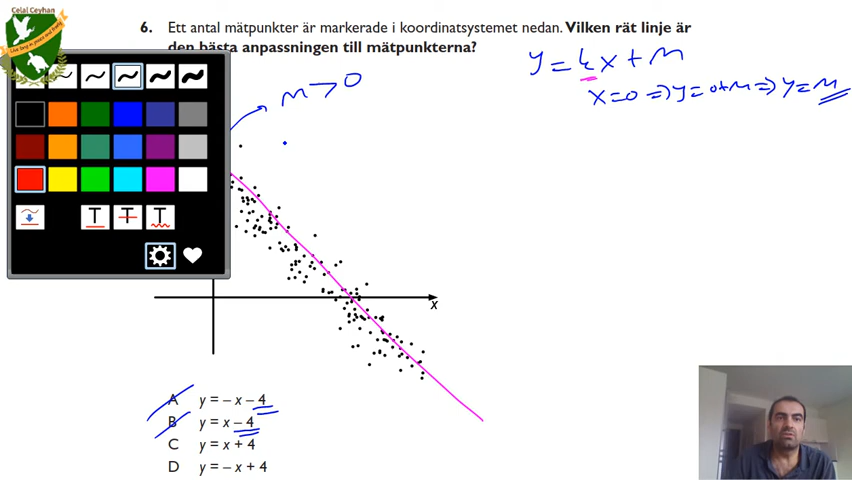 Celal Ceyhan
6. Ett antal mätpunkter är markerade i koordinatsystemet nedan. Vilken rät linje är
den bästa anpassningen till mätpunkterna?
y = kx + m
x=0 => y = 0+m => y = m
m > 0
T T T
x
A y = – x – 4
B y = x – 4
C y = x + 4
D y = – x + 4